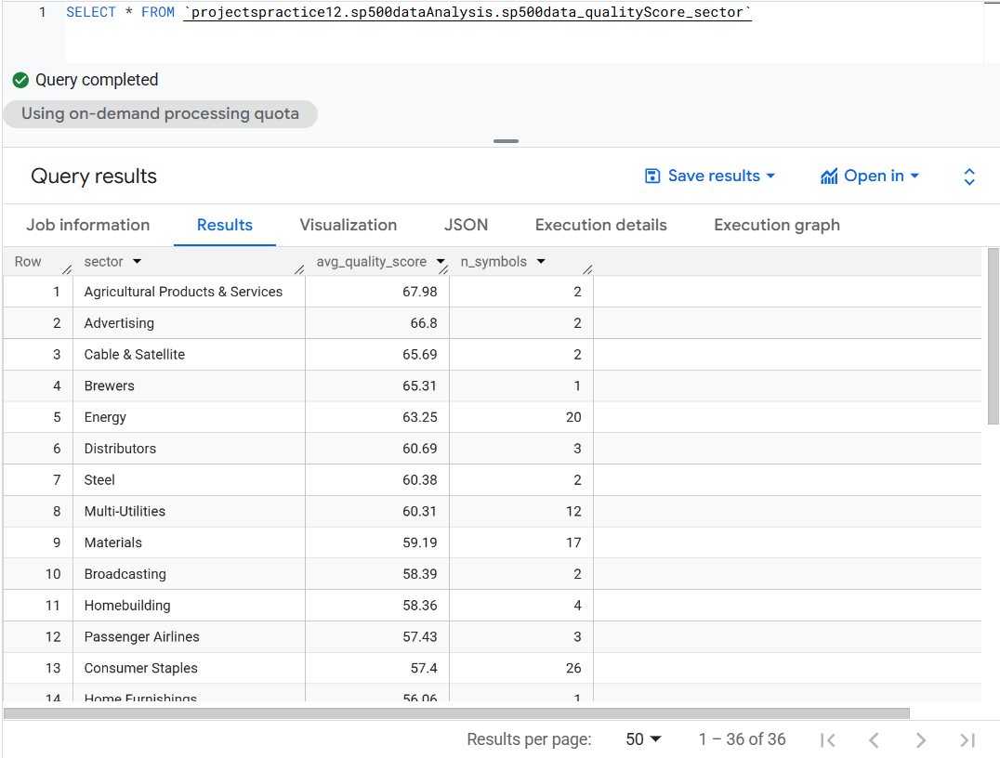 1 SELECT * FROM `projectspractice12.sp500dataAnalysis.sp500data_qualityScore_sector`
Query completed
Using on-demand processing quota
Query results
Save results
Open in
Job information Results Visualization JSON Execution details Execution graph
Row sector avg_quality_score n_symbols
1 Agricultural Products & Services 67.98 2
2 Advertising 66.8 2
3 Cable & Satellite 65.69 2
4 Brewers 65.31 1
5 Energy 63.25 20
6 Distributors 60.69 3
7 Steel 60.38 2
8 Multi-Utilities 60.31 12
9 Materials 59.19 17
10 Broadcasting 58.39 2
11 Homebuilding 58.36 4
12 Passenger Airlines 57.43 3
13 Consumer Staples 57.4 26
14 Home Furnishings 56.06 1
Results per page: 50 1 – 36 of 36